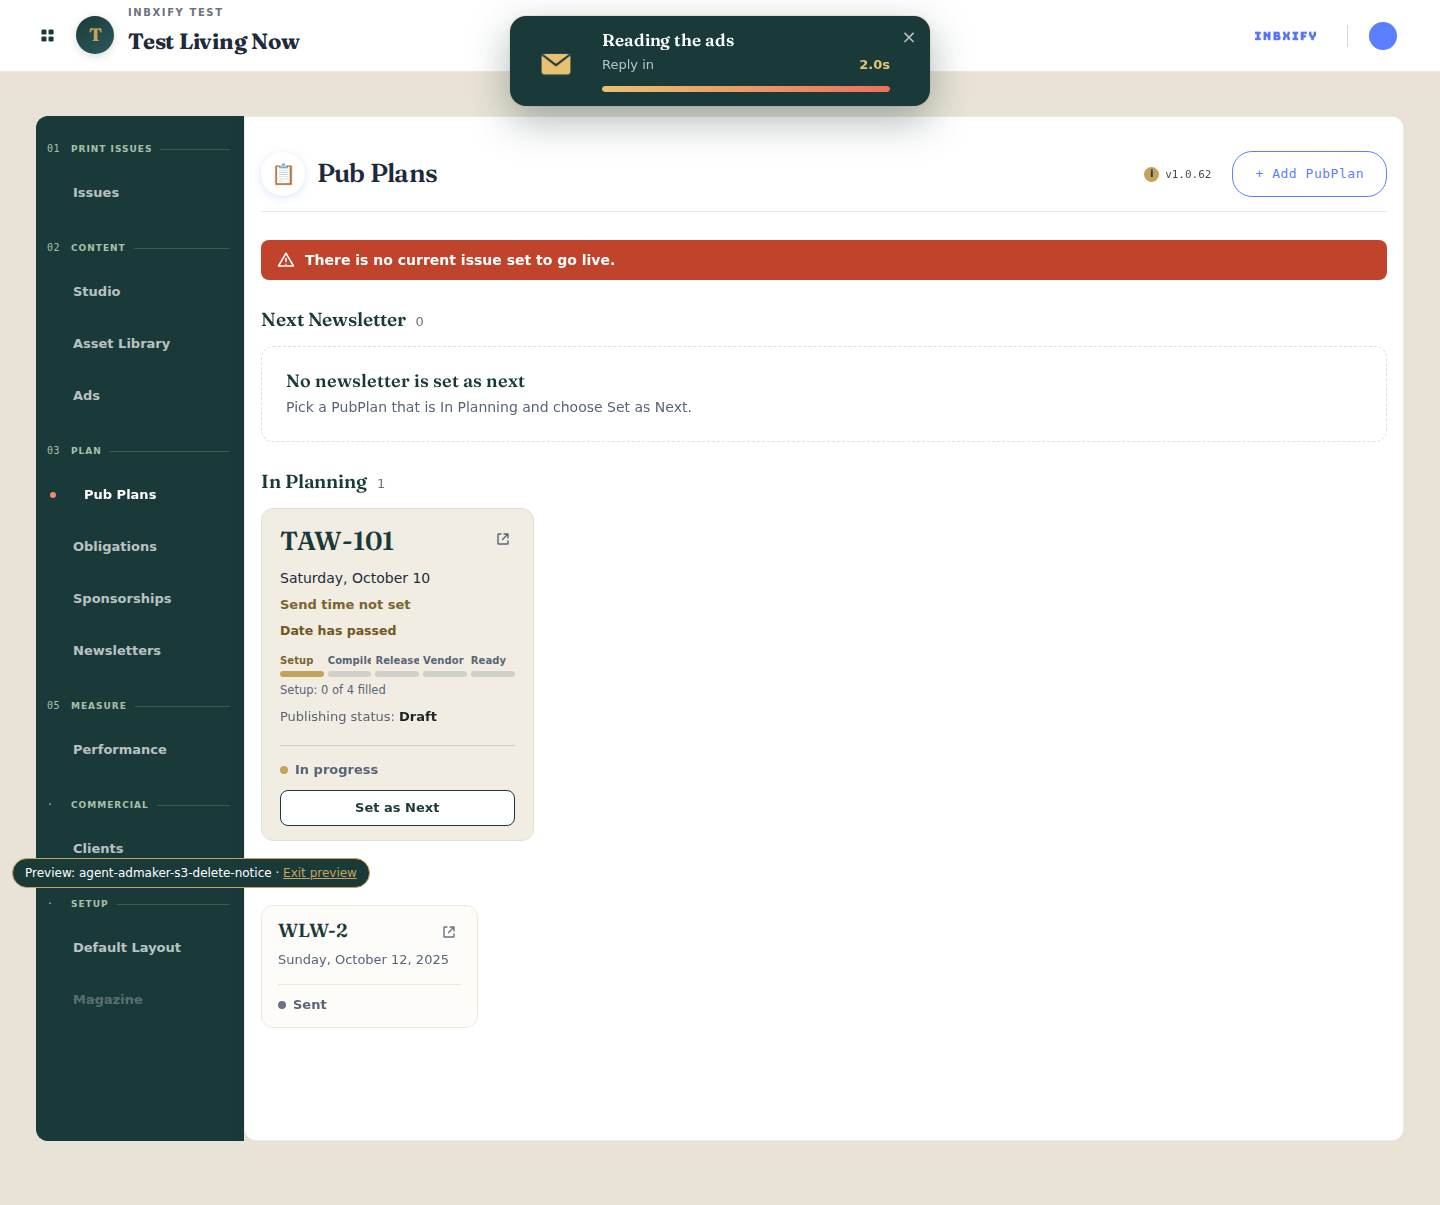 INBXIFY TEST
T
Test Living Now
Reading the ads
Reply in 2.0s
INBXIFY
01 PRINT ISSUES
Issues
02 CONTENT
Studio
Asset Library
Ads
03 PLAN
Pub Plans
Obligations
Sponsorships
Newsletters
05 MEASURE
Performance
· COMMERCIAL
Clients
Preview: agent-admaker-s3-delete-notice · Exit preview
· SETUP
Default Layout
Magazine
Pub Plans
i v1.0.62
+ Add PubPlan
There is no current issue set to go live.
Next Newsletter 0
No newsletter is set as next
Pick a PubPlan that is In Planning and choose Set as Next.
In Planning 1
TAW-101
Saturday, October 10
Send time not set
Date has passed
Setup Compile Release Vendor Ready
Setup: 0 of 4 filled
Publishing status: Draft
In progress
Set as Next
WLW-2
Sunday, October 12, 2025
Sent